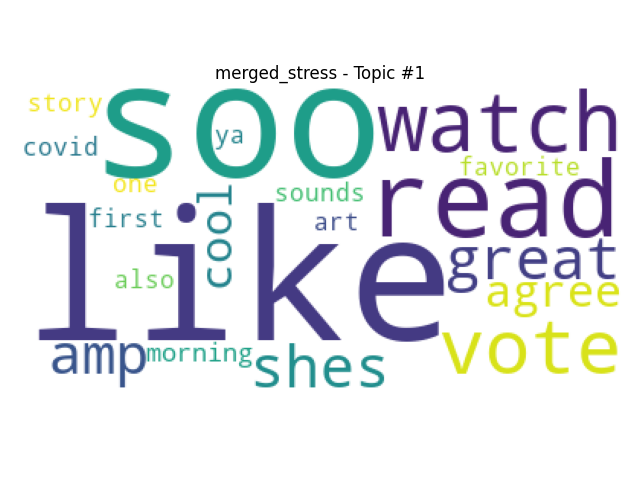 merged_stress - Topic #1
story
soo
watch
covid
ya
favorite
one
sounds
read
first
cool
art
like
great
also
agree
amp
morning
shes
vote